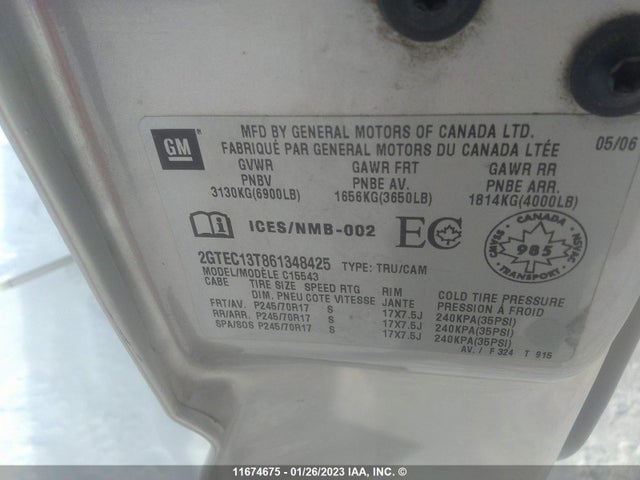 GM
MFD BY GENERAL MOTORS OF CANADA LTD.
FABRIQUÉ PAR GENERAL MOTORS DU CANADA LTÉE
05/06
GVWR GAWR FRT GAWR RR
PNBV PNBE AV. PNBE ARR.
3130KG(6900LB) 1656KG(3650LB) 1814KG(4000LB)
ICES/NMB-002 EC
CANADA
CMVSS 985 NSVAC
TRANSPORT
2GTEC13T861348425 TYPE: TRU/CAM
MODEL/MODÈLE C15543
CABE TIRE SIZE SPEED RTG RIM COLD TIRE PRESSURE
DIM. PNEU COTE VITESSE JANTE PRESSION À FROID
FRT/AV. P245/70R17 S 17X7.5J 240KPA(35PSI)
RR/ARR. P245/70R17 S 17X7.5J 240KPA(35PSI)
SPA/SOS P245/70R17 S 17X7.5J 240KPA(35PSI)
AV. / F 324 T 915
11674675 - 01/26/2023 IAA, INC. ©